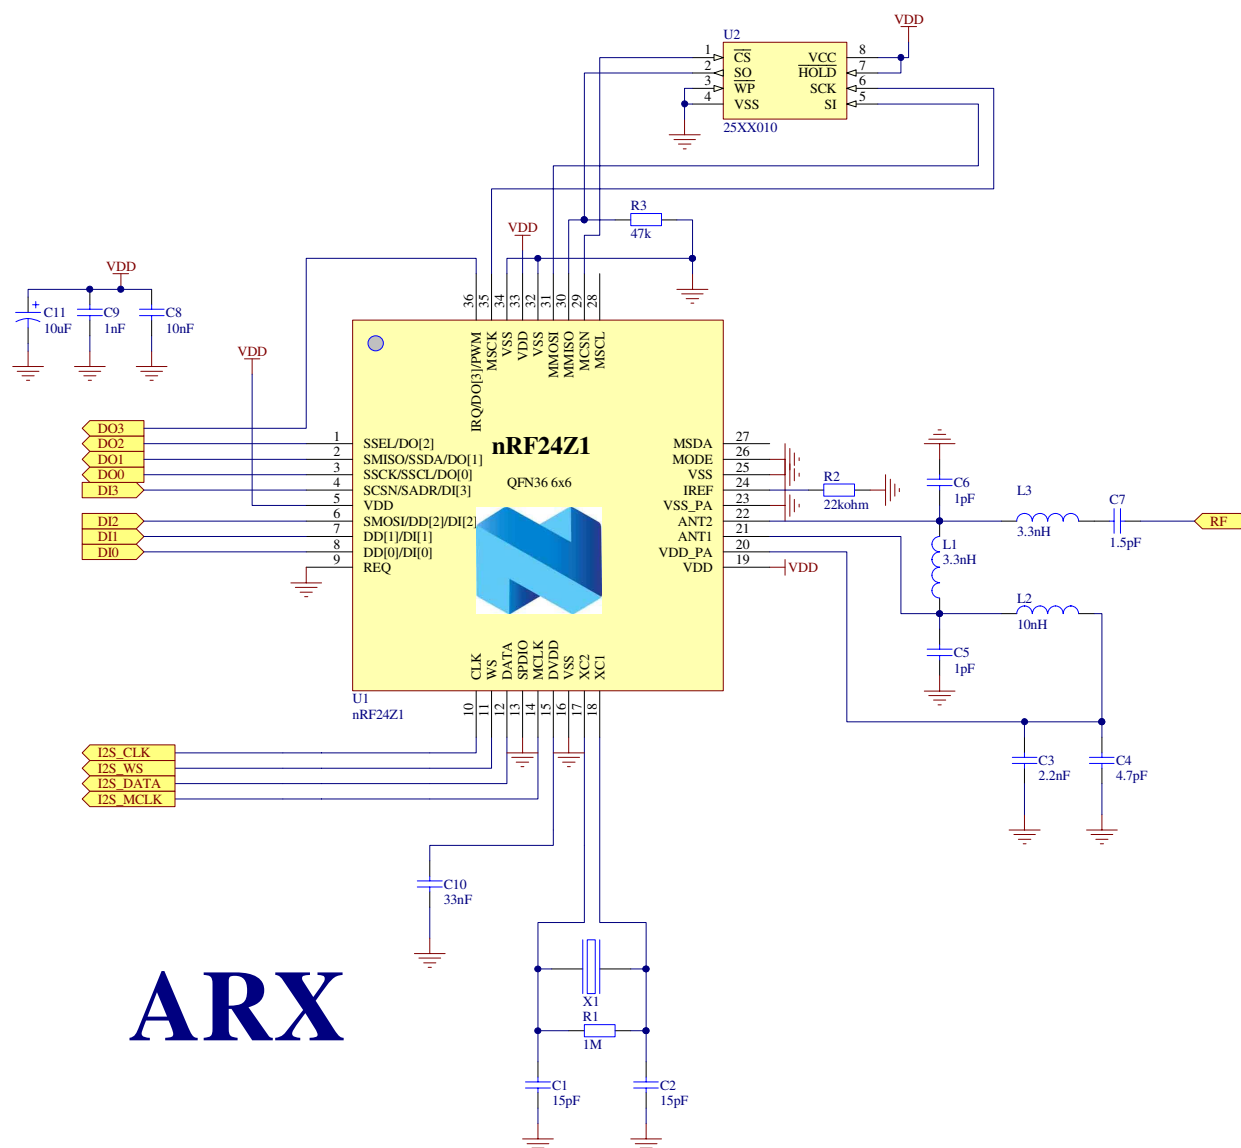 VDD
U2
1 CS VCC 8
2 SO HOLD 7
3 WP SCK 6
4 VSS SI 5
25XX010
R3
47k
VDD
VDD
+
C11
10uF
C9
1nF
C8
10nF
VDD
36 35 34 33 32 31 30 29 28
IRQ/DO[3]/PWM
MSCK
VSS
VDD
VSS
MMOSI
MMISO
MCSN
MSCL
DO3
DO2
DO1
DO0
DI3
DI2
DI1
DI0
1 SSEL/DO[2]
2 SMISO/SSDA/DO[1]
3 SSCK/SSCL/DO[0]
4 SCSN/SADR/DI[3]
5 VDD
6 SMOSI/DD[2]/DI[2]
7 DD[1]/DI[1]
8 DD[0]/DI[0]
9 REQ
nRF24Z1
QFN36 6x6
MSDA 27
MODE 26
VSS 25
IREF 24
VSS_PA 23
ANT2 22
ANT1 21
VDD_PA 20
VDD 19
VDD
R2
22kohm
C6
1pF
L3
3.3nH
C7
1.5pF
RF
L1
3.3nH
L2
10nH
C5
1pF
C3
2.2nF
C4
4.7pF
CLK
WS
DATA
SPDIO
MCLK
DVDD
VSS
XC2
XC1
10 11 12 13 14 15 16 17 18
U1
nRF24Z1
I2S_CLK
I2S_WS
I2S_DATA
I2S_MCLK
C10
33nF
ARX
X1
R1
1M
C1
15pF
C2
15pF